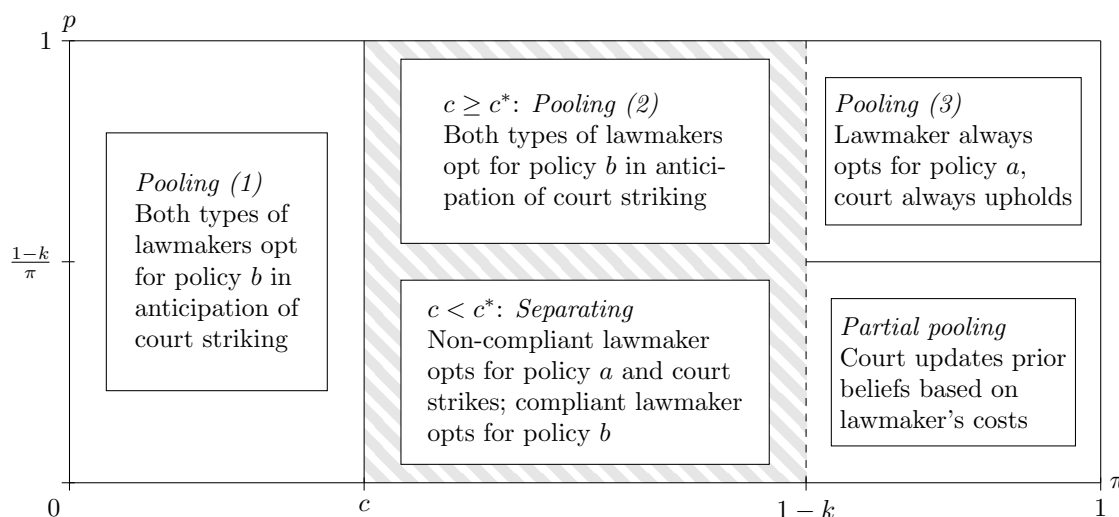 p
1
c ≥ c*: Pooling (2)
Both types of lawmakers
opt for policy b in antici-
pation of court striking
Pooling (3)
Lawmaker always
opts for policy a,
court always upholds
Pooling (1)
Both types of
lawmakers opt
for policy b in
anticipation of
court striking
1−k
π
c < c*: Separating
Non-compliant lawmaker
opts for policy a and court
strikes; compliant lawmaker
opts for policy b
Partial pooling
Court updates prior
beliefs based on
lawmaker's costs
0
c
1 − k
1
π